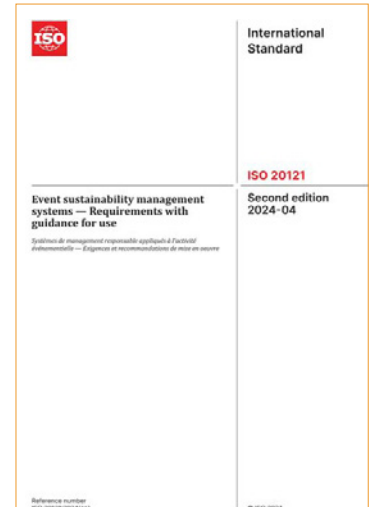 ISO
International
Standard
ISO 20121
Event sustainability management
systems — Requirements with
guidance for use
Systèmes de management responsable appliqués à l'activité
événementielle — Exigences et recommandations de mise en oeuvre
Second edition
2024-04
Reference number